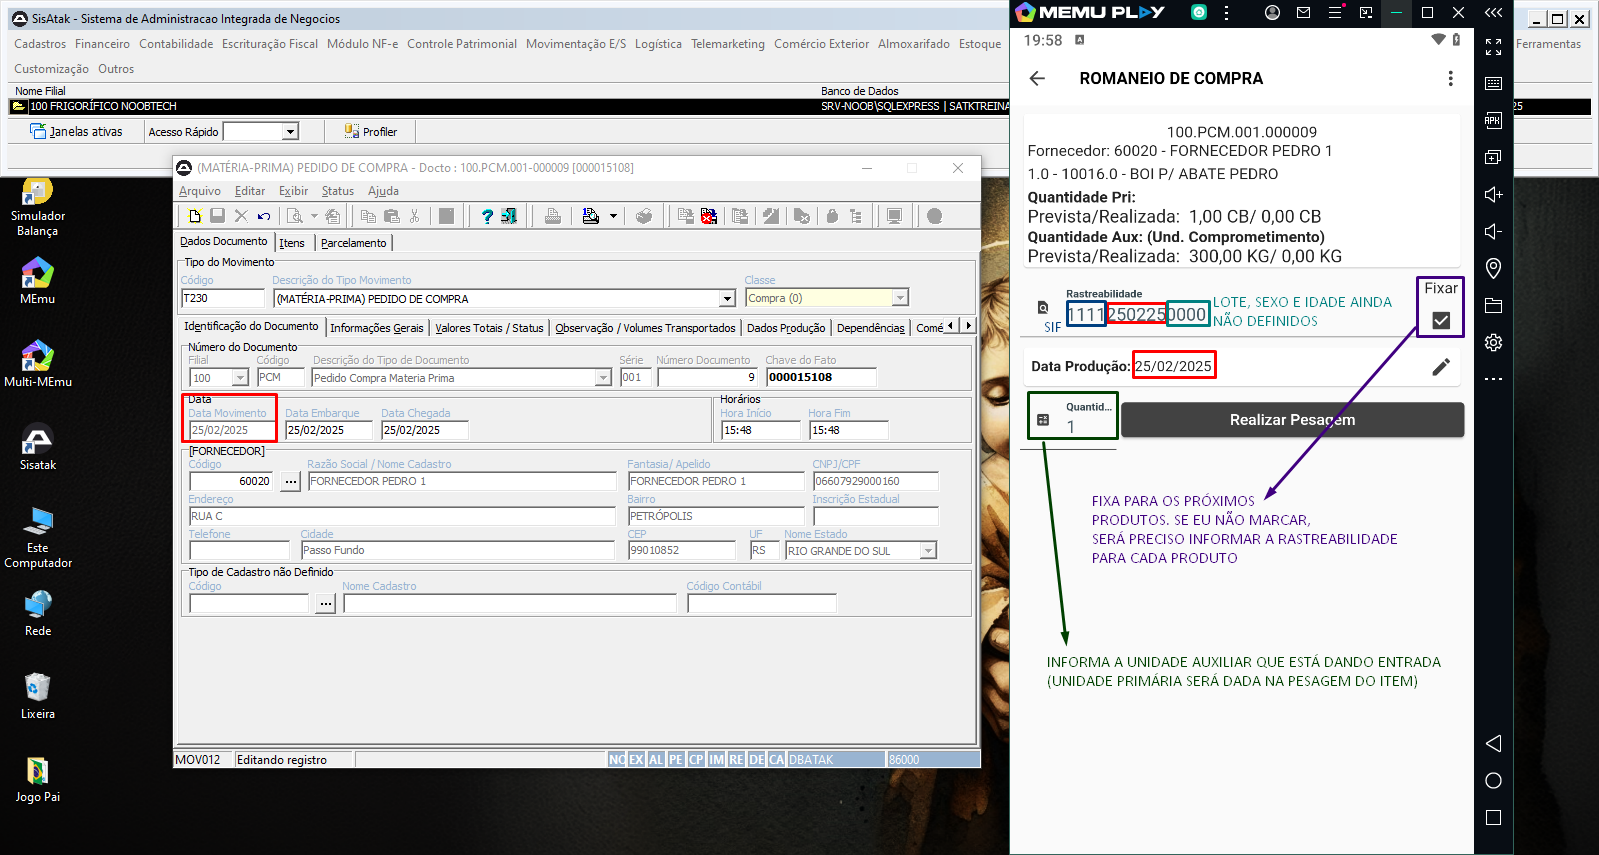 SisAtak - Sistema de Administracao Integrada de Negocios
Cadastros Financeiro Contabilidade Escrituração Fiscal Módulo NF-e Controle Patrimonial Movimentação E/S Logística Telemarketing Comércio Exterior Almoxarifado Estoque Ferramentas
Customização Outros
Nome Filial Banco de Dados
100 FRIGORÍFICO NOOBTECH SRV-NOOB\SQLEXPRESS | SATKTREINA 25
Janelas ativas Acesso Rápido Profiler
Simulador
Balança
MEmu
Multi-MEmu
Sisatak
Este
Computador
Rede
Lixeira
Jogo Pai
(MATÉRIA-PRIMA) PEDIDO DE COMPRA - Docto : 100.PCM.001-000009 [000015108]
Arquivo Editar Exibir Status Ajuda
Dados Documento Itens Parcelamento
Tipo do Movimento
Código Descrição do Tipo Movimento Classe
T230 (MATÉRIA-PRIMA) PEDIDO DE COMPRA Compra (0)
Identificação do Documento Informações Gerais Valores Totais / Status Observação / Volumes Transportados Dados Produção Dependências Comé
Número do Documento
Filial Código Descrição do Tipo de Documento Série Número Documento Chave do Fato
100 PCM Pedido Compra Materia Prima 001 9 000015108
Data Horários
Data Movimento Data Embarque Data Chegada Hora Início Hora Fim
25/02/2025 25/02/2025 25/02/2025 15:48 15:48
[FORNECEDOR]
Código Razão Social / Nome Cadastro Fantasia/ Apelido CNPJ/CPF
60020 ... FORNECEDOR PEDRO 1 FORNECEDOR PEDRO 1 06607929000160
Endereço Bairro Inscrição Estadual
RUA C PETRÓPOLIS
Telefone Cidade CEP UF Nome Estado
Passo Fundo 99010852 RS RIO GRANDE DO SUL
Tipo de Cadastro não Definido
Código Nome Cadastro Código Contábil
...
MOV012 Editando registro NO EX AL PE CP IM RE DE CA DBATAK 86000
MEMU PLAY
19:58
ROMANEIO DE COMPRA
100.PCM.001.000009
Fornecedor: 60020 - FORNECEDOR PEDRO 1
1.0 - 10016.0 - BOI P/ ABATE PEDRO
Quantidade Pri:
Prevista/Realizada: 1,00 CB/ 0,00 CB
Quantidade Aux: (Und. Comprometimento)
Prevista/Realizada: 300,00 KG/ 0,00 KG
Rastreabilidade
11112502250000
Fixar
SIF
LOTE, SEXO E IDADE AINDA
NÃO DEFINIDOS
Data Produção: 25/02/2025
Quantid...
1
Realizar Pesagem
FIXA PARA OS PRÓXIMOS
PRODUTOS. SE EU NÃO MARCAR,
SERÁ PRECISO INFORMAR A RASTREABILIDADE
PARA CADA PRODUTO
INFORMA A UNIDADE AUXILIAR QUE ESTÁ DANDO ENTRADA
(UNIDADE PRIMÁRIA SERÁ DADA NA PESAGEM DO ITEM)
APK